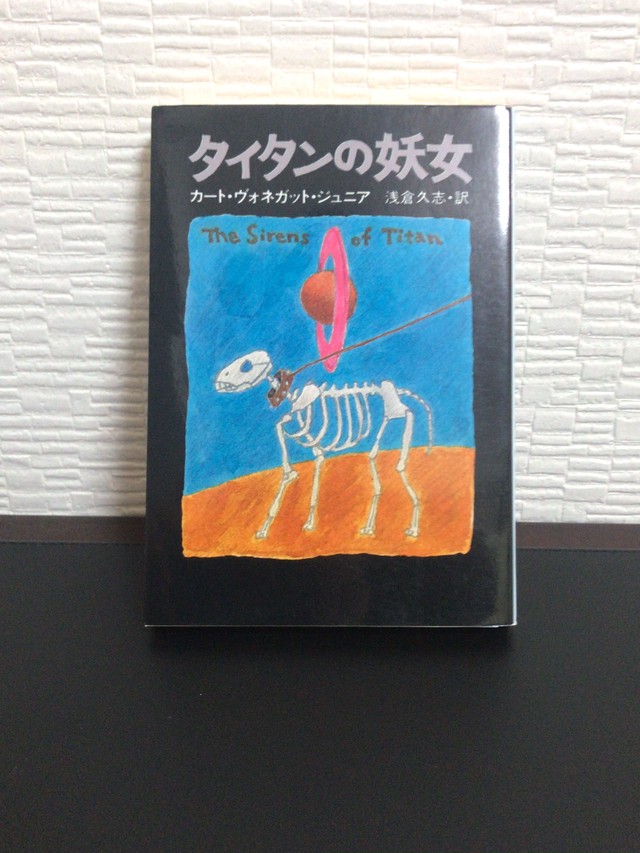 タイタンの妖女
カート・ヴォネガット・ジュニア 浅倉久志・訳
The Sirens of Titan